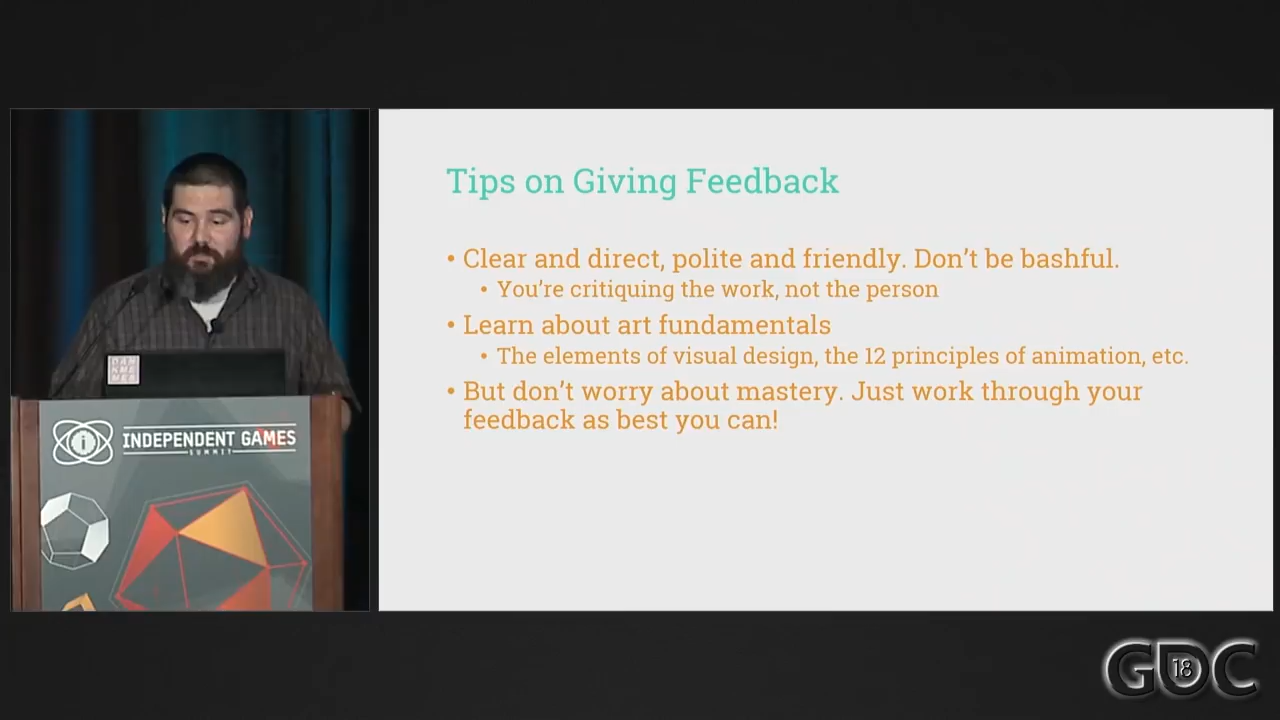 Tips on Giving Feedback
• Clear and direct, polite and friendly. Don't be bashful.
• You're critiquing the work, not the person
• Learn about art fundamentals
• The elements of visual design, the 12 principles of animation, etc.
• But don't worry about mastery. Just work through your
feedback as best you can!
INDEPENDENT GAMES
SUMMIT
GDC
18